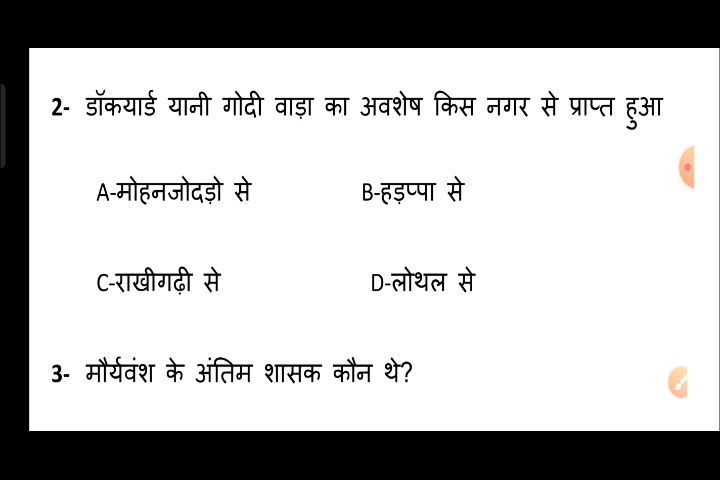 2- डॉकयार्ड यानी गोदी वाड़ा का अवशेष किस नगर से प्राप्त हुआ
A-मोहनजोदड़ो से B-हड़प्पा से
C-राखीगढ़ी से D-लोथल से
3- मौर्यवंश के अंतिम शासक कौन थे?